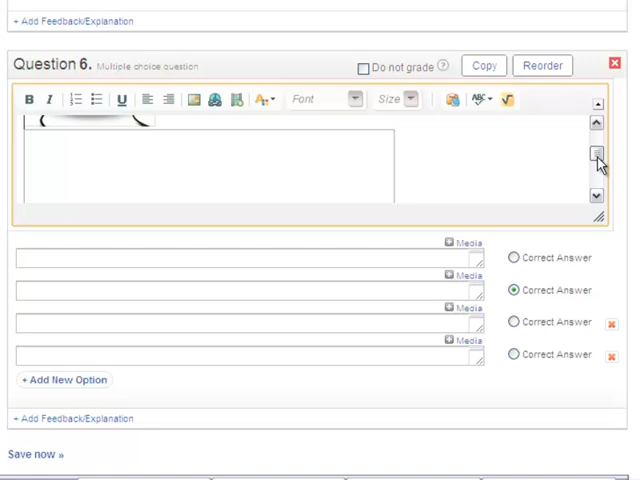 + Add Feedback/Explanation
Question 6. Multiple choice question
Do not grade ?
Copy
Reorder
B I U A Font Size ABC √
Media
Correct Answer
Media
Correct Answer
Media
Correct Answer
Media
Correct Answer
+ Add New Option
+ Add Feedback/Explanation
Save now »